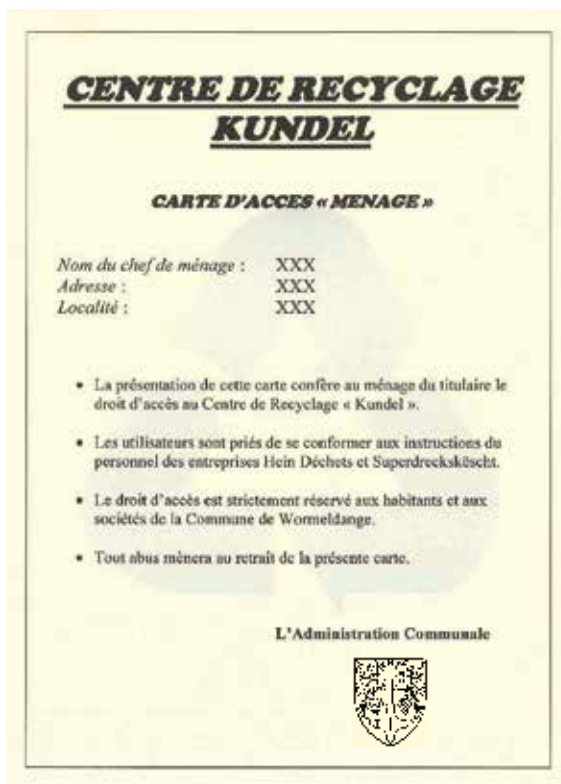 CENTRE DE RECYCLAGE
KUNDEL
CARTE D'ACCES « MENAGE »
Nom du chef de ménage : XXX
Adresse : XXX
Localité : XXX
• La présentation de cette carte confère au ménage du titulaire le
droit d'accès au Centre de Recyclage « Kundel ».
• Les utilisateurs sont priés de se conformer aux instructions du
personnel des entreprises Hein Déchets et Superdreckskëscht.
• Le droit d'accès est strictement réservé aux habitants et aux
sociétés de la Commune de Wormeldange.
• Tout abus mènera au retrait de la présente carte.
L'Administration Communale